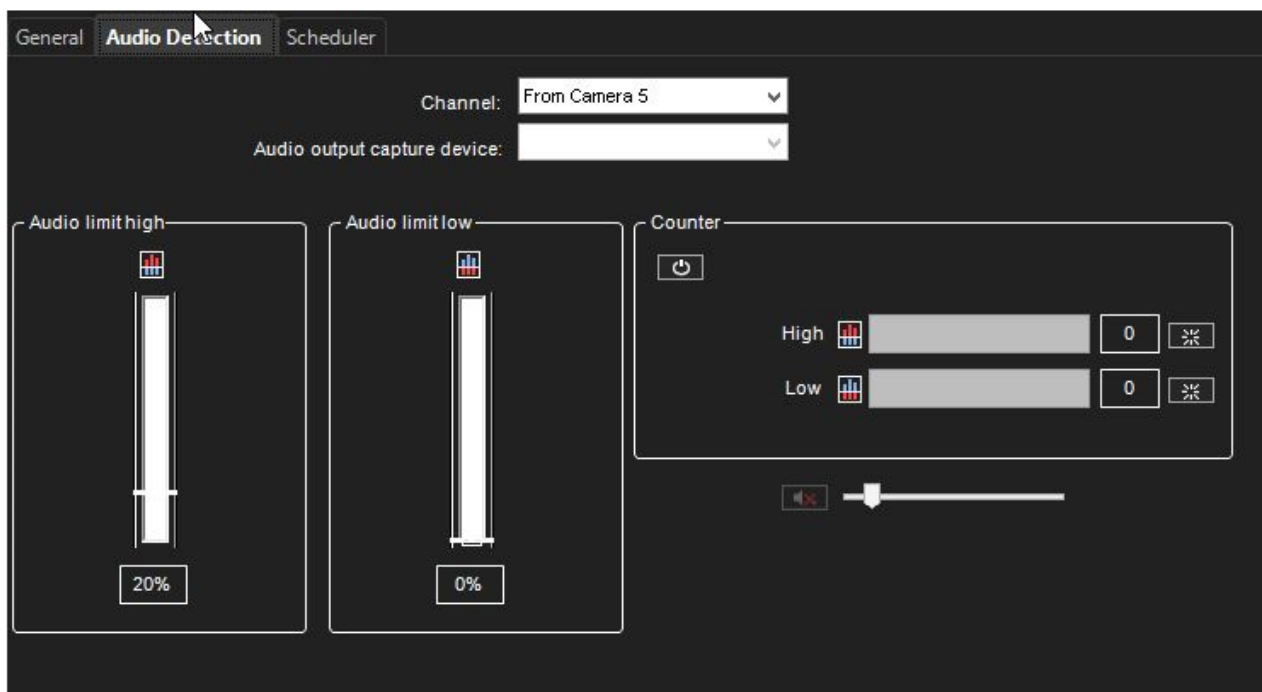 General Audio Detection Scheduler
Channel: From Camera 5
Audio output capture device:
Audio limit high Audio limit low Counter
High 0
Low 0
20% 0%